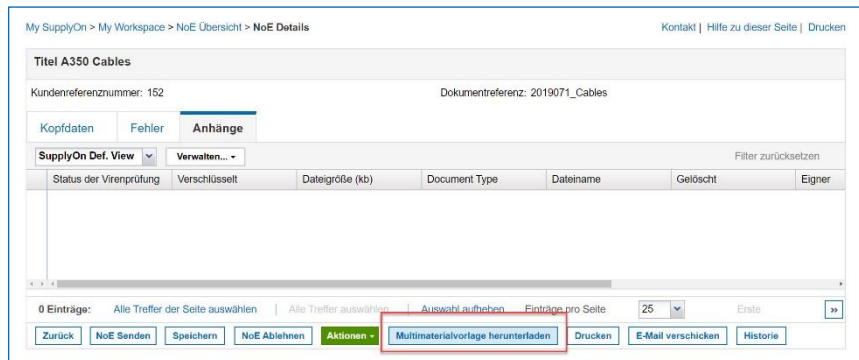 My SupplyOn > My Workspace > NoE Übersicht > NoE Details Kontakt | Hilfe zu dieser Seite | Drucken
Titel A350 Cables
Kundenreferenznummer: 152 Dokumentreferenz: 2019071_Cables
Kopfdaten Fehler Anhänge
SupplyOn Def. View Verwalten... Filter zurücksetzen
Status der Virenprüfung Verschlüsselt Dateigröße (kb) Document Type Dateiname Gelöscht Eigner
0 Einträge: Alle Treffer der Seite auswählen | Alle Treffer auswählen | Auswahl aufheben Einträge pro Seite 25 Erste »
Zurück NoE Senden Speichern NoE Ablehnen Aktionen Multimaterialvorlage herunterladen Drucken E-Mail verschicken Historie